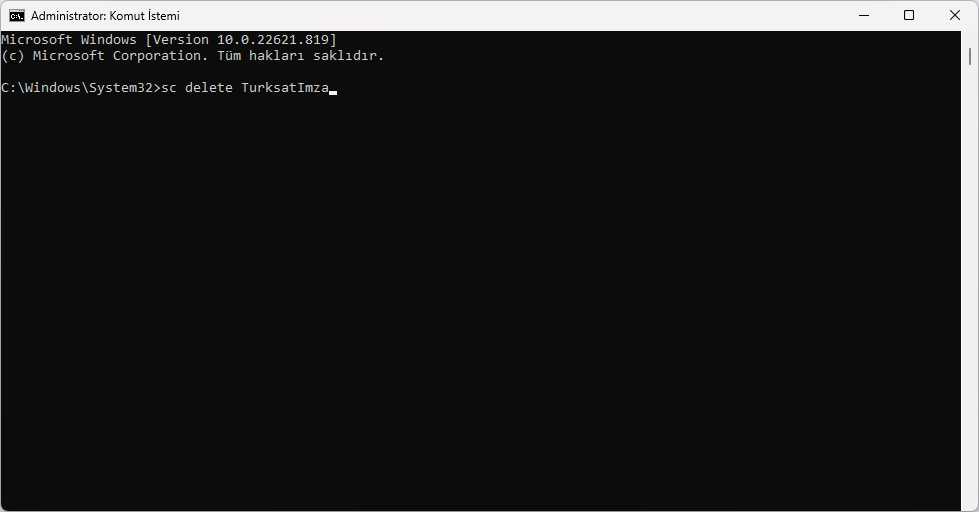 Administrator: Komut İstemi
Microsoft Windows [Version 10.0.22621.819]
(c) Microsoft Corporation. Tüm hakları saklıdır.
C:\Windows\System32>sc delete TurksatImza